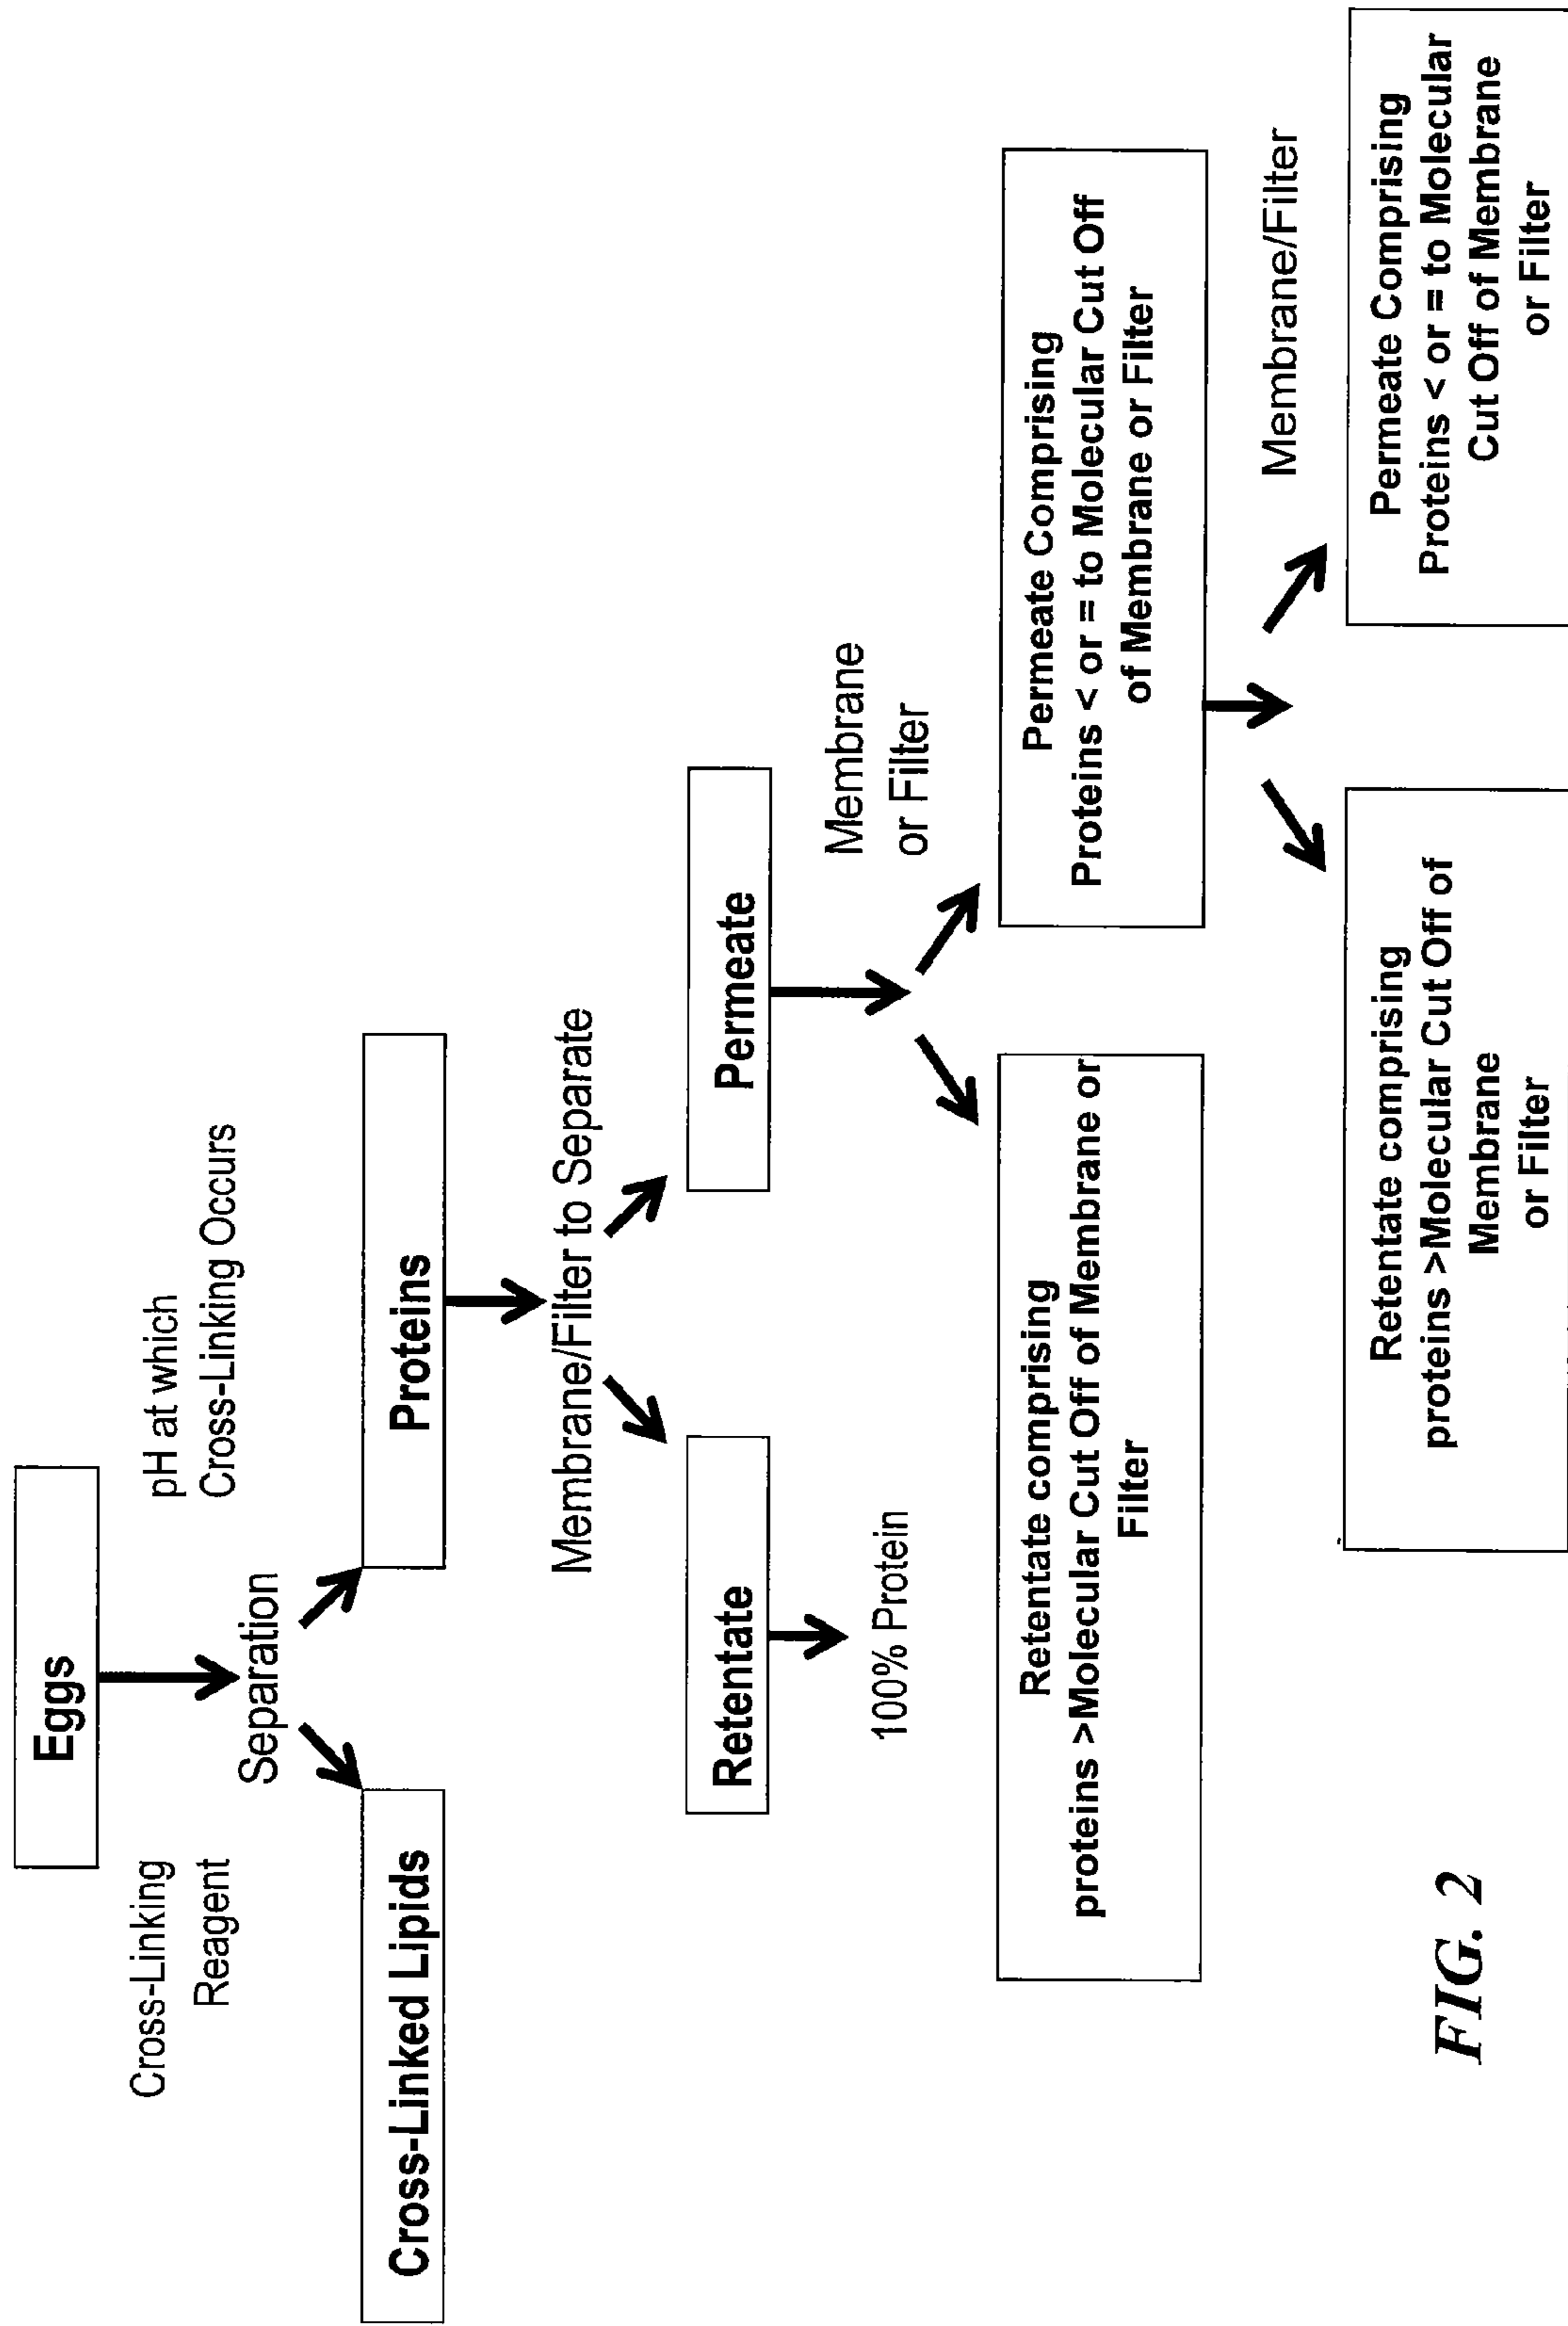 Eggs
Cross-Linking
Reagent
pH at which
Cross-Linking Occurs
Separation
Cross-Linked Lipids
Proteins
Membrane/Filter to Separate
Retentate
Permeate
100% Protein
Membrane
or Filter
Retentate comprising
proteins >Molecular Cut Off of Membrane or
Filter
Permeate Comprising
Proteins < or = to Molecular Cut Off
of Membrane or Filter
Membrane/Filter
Retentate comprising
proteins >Molecular Cut Off of
Membrane
or Filter
Permeate Comprising
Proteins < or = to Molecular
Cut Off of Membrane
or Filter
FIG. 2